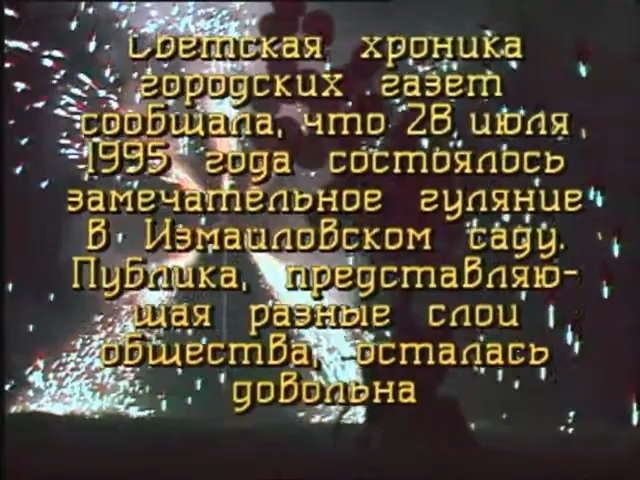 Светская хроника
городских газет
сообщала, что 28 июля
1995 года состоялось
замечательное гуляние
в Измайловском саду.
Публика, представляю-
щая разные слои
общества, осталась
довольна